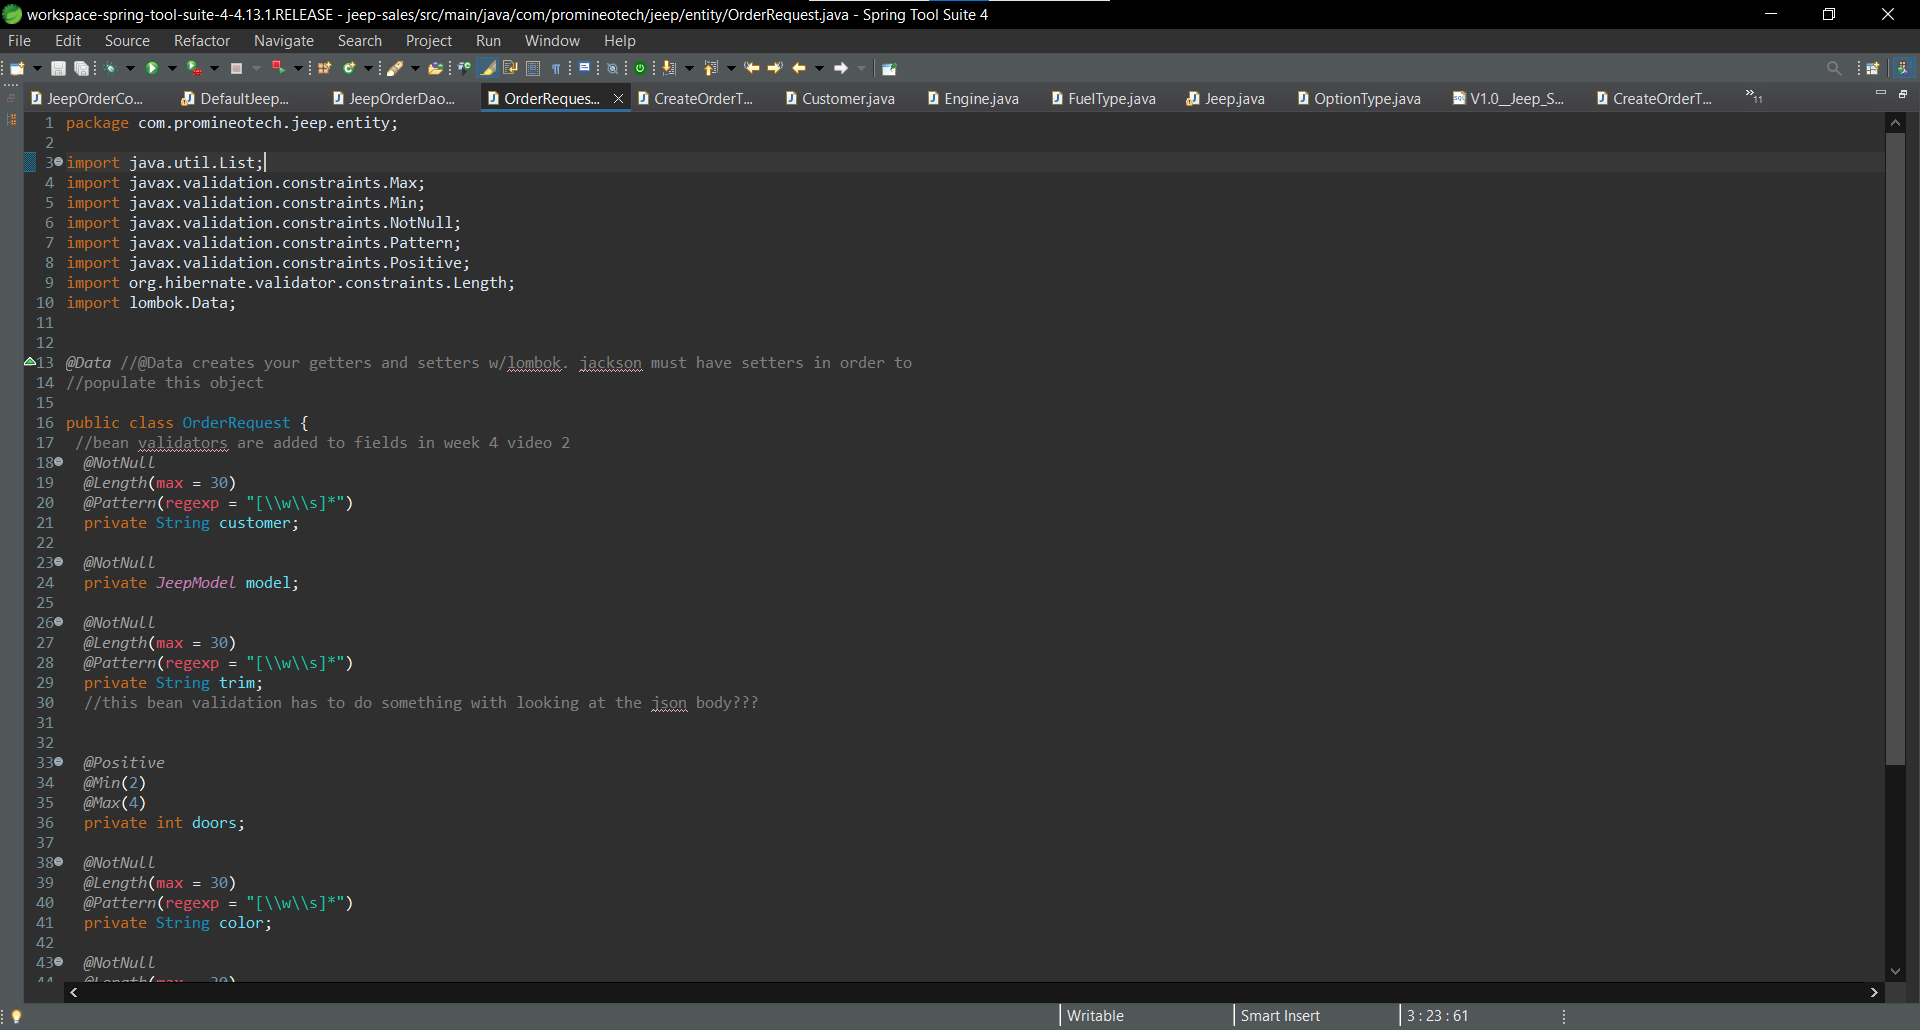 workspace-spring-tool-suite-4-4.13.1.RELEASE - jeep-sales/src/main/java/com/promineotech/jeep/entity/OrderRequest.java - Spring Tool Suite 4
File Edit Source Refactor Navigate Search Project Run Window Help
JeepOrderCo... DefaultJeep... JeepOrderDao... OrderReques... CreateOrderT... Customer.java Engine.java FuelType.java Jeep.java OptionType.java V1.0__Jeep_S... CreateOrderT... »11
1 package com.promineotech.jeep.entity;
2
3 import java.util.List;
4 import javax.validation.constraints.Max;
5 import javax.validation.constraints.Min;
6 import javax.validation.constraints.NotNull;
7 import javax.validation.constraints.Pattern;
8 import javax.validation.constraints.Positive;
9 import org.hibernate.validator.constraints.Length;
10 import lombok.Data;
11
12
13 @Data //@Data creates your getters and setters w/lombok. jackson must have setters in order to
14 //populate this object
15
16 public class OrderRequest {
17 //bean validators are added to fields in week 4 video 2
18 @NotNull
19 @Length(max = 30)
20 @Pattern(regexp = "[\\w\\s]*")
21 private String customer;
22
23 @NotNull
24 private JeepModel model;
25
26 @NotNull
27 @Length(max = 30)
28 @Pattern(regexp = "[\\w\\s]*")
29 private String trim;
30 //this bean validation has to do something with looking at the json body???
31
32
33 @Positive
34 @Min(2)
35 @Max(4)
36 private int doors;
37
38 @NotNull
39 @Length(max = 30)
40 @Pattern(regexp = "[\\w\\s]*")
41 private String color;
42
43 @NotNull
44 @Length(max = 30)
Writable Smart Insert 3 : 23 : 61